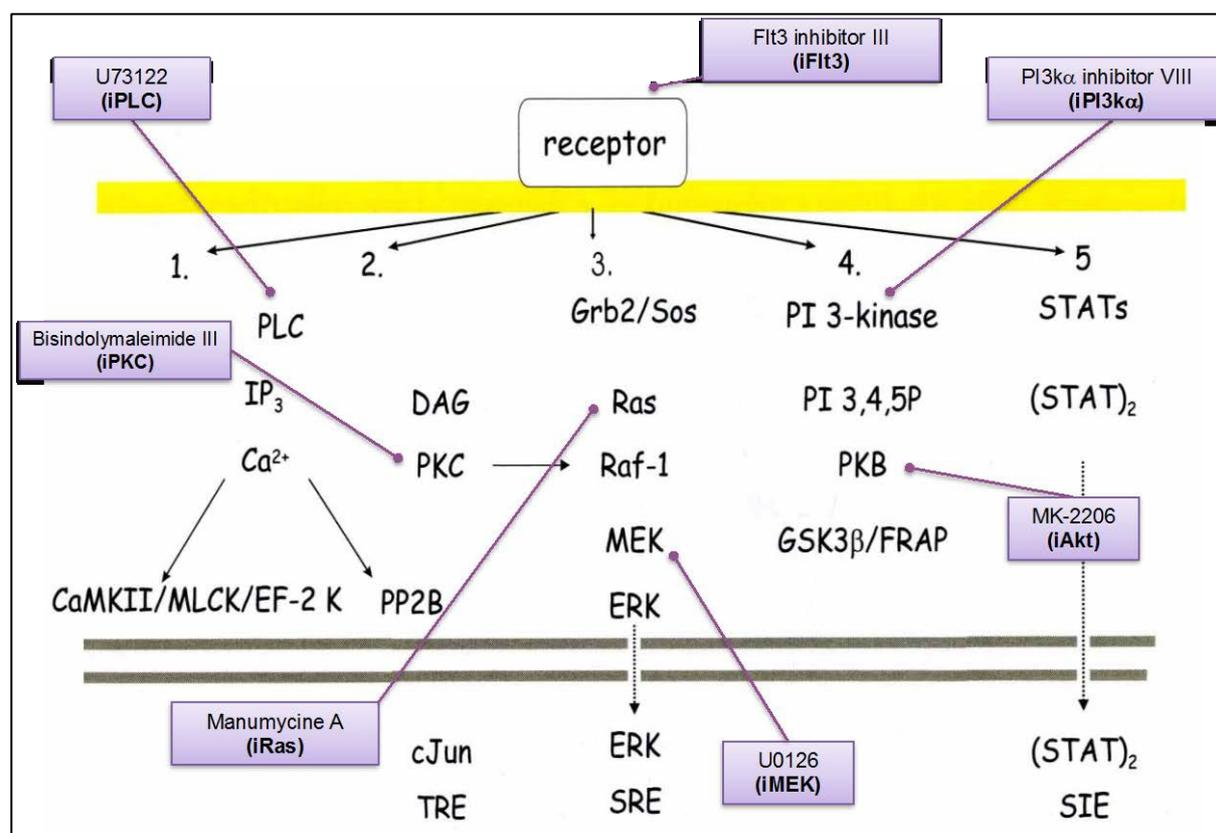 Flt3 inhibitor III
(iFlt3)
U73122
(iPLC)
PI3kα inhibitor VIII
(iPI3kα)
receptor
1.
2.
3.
4.
5
PLC
Grb2/Sos
PI 3-kinase
STATs
Bisindolymaleimide III
(iPKC)
IP₃
DAG
Ras
PI 3,4,5P
(STAT)₂
Ca²⁺
PKC
Raf-1
PKB
MK-2206
(iAkt)
MEK
GSK3β/FRAP
CaMKII/MLCK/EF-2 K
PP2B
ERK
Manumycine A
(iRas)
cJun
ERK
U0126
(iMEK)
(STAT)₂
TRE
SRE
SIE